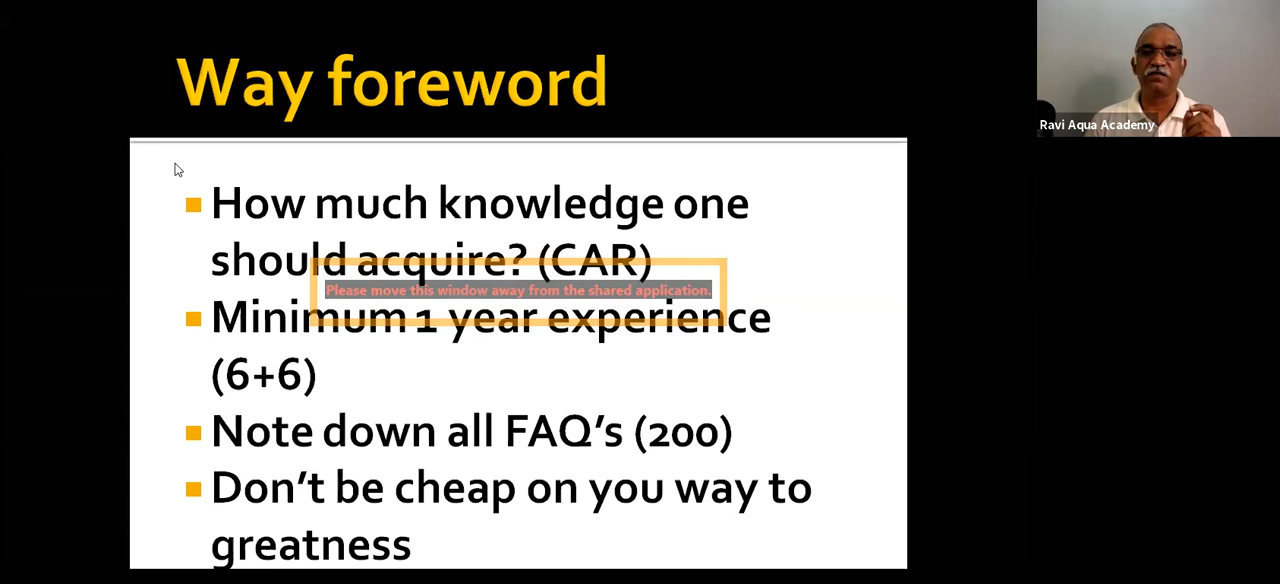 Way foreword
Ravi Aqua Academy
How much knowledge one
should acquire? (CAR)
Please move this window away from the shared application.
Minimum 1 year experience
(6+6)
Note down all FAQ's (200)
Don't be cheap on you way to
greatness